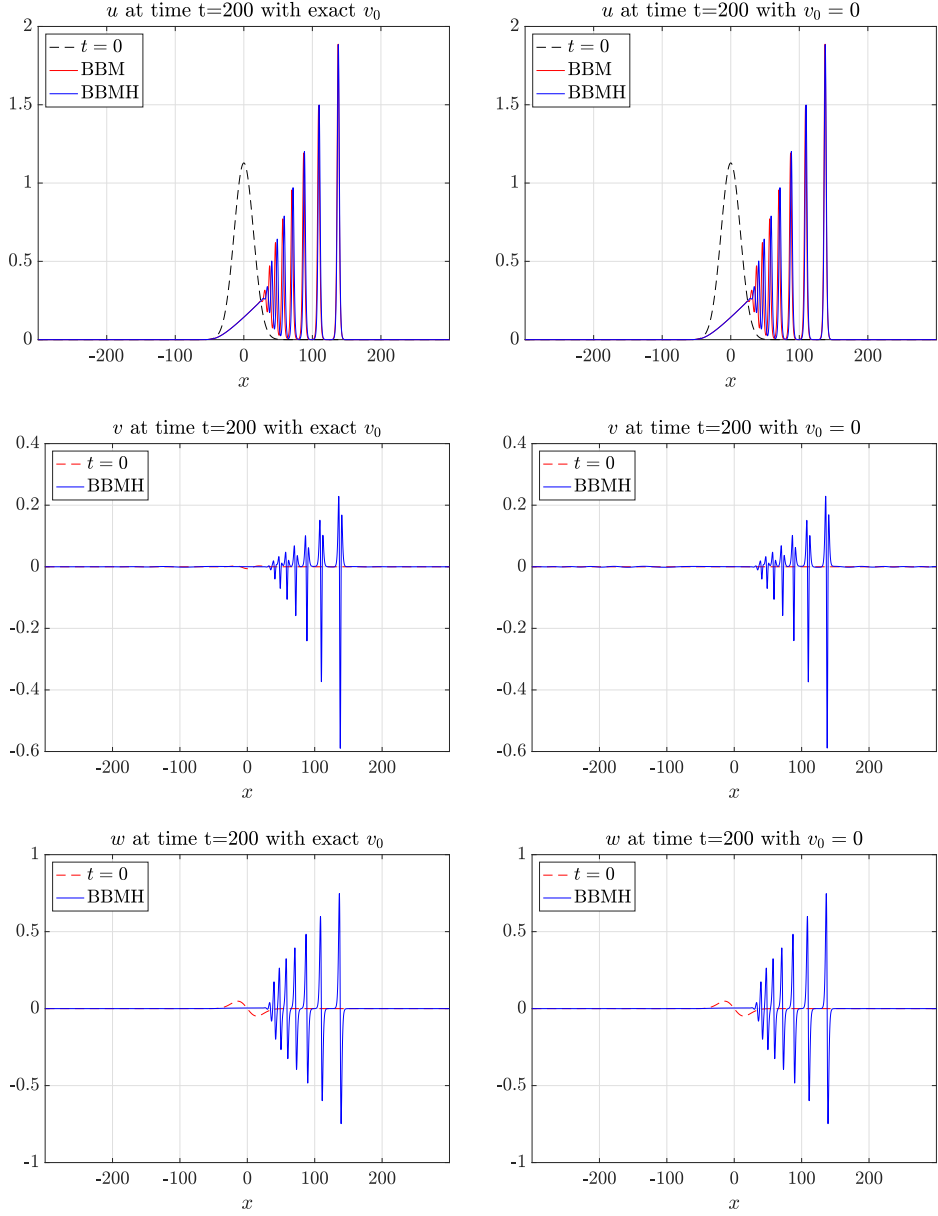 u at time t=200 with exact v₀
2
1.5
1
0.5
0
-200 -100 0 100 200
x
t = 0
BBM
BBMH
u at time t=200 with v₀ = 0
2
1.5
1
0.5
0
-200 -100 0 100 200
x
t = 0
BBM
BBMH
v at time t=200 with exact v₀
0.4
0.2
0
-0.2
-0.4
-0.6
-200 -100 0 100 200
x
t = 0
BBMH
v at time t=200 with v₀ = 0
0.4
0.2
0
-0.2
-0.4
-0.6
-200 -100 0 100 200
x
t = 0
BBMH
w at time t=200 with exact v₀
1
0.5
0
-0.5
-1
-200 -100 0 100 200
x
t = 0
BBMH
w at time t=200 with v₀ = 0
1
0.5
0
-0.5
-1
-200 -100 0 100 200
x
t = 0
BBMH